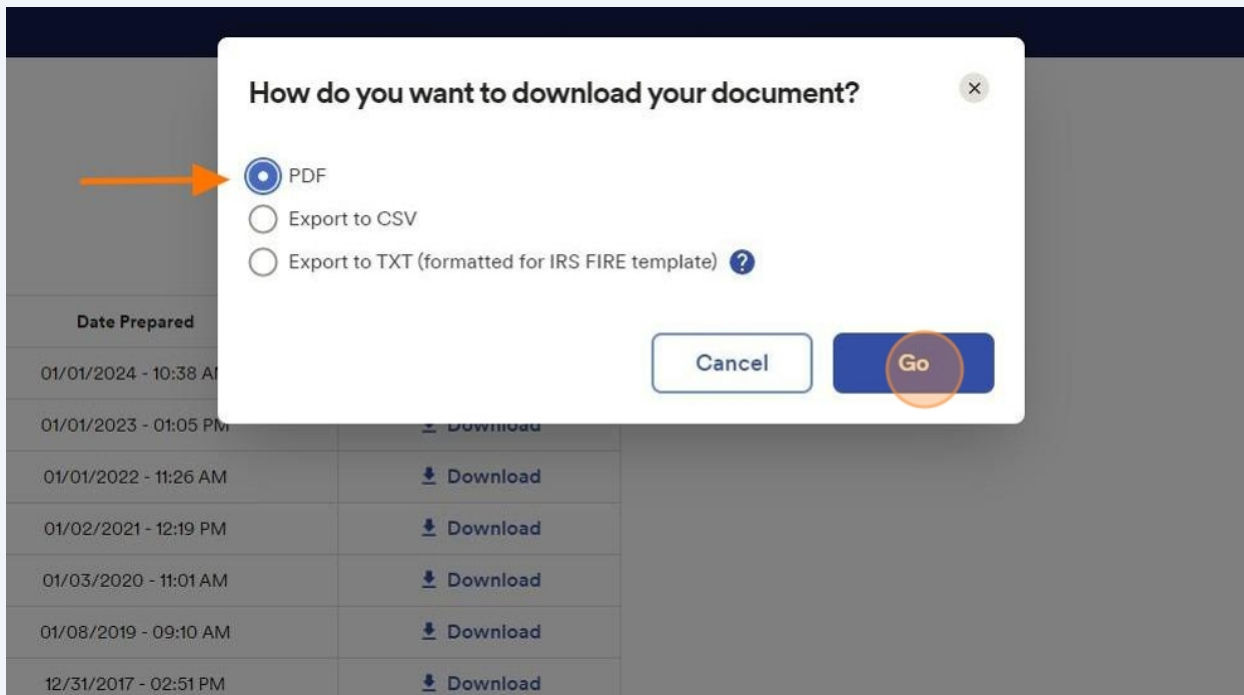 How do you want to download your document?
PDF
Export to CSV
Export to TXT (formatted for IRS FIRE template) ?
Cancel Go
Date Prepared
01/01/2024 - 10:38
01/01/2023 - 01:05 PM Download
01/01/2022 - 11:26 AM Download
01/02/2021 - 12:19 PM Download
01/03/2020 - 11:01 AM Download
01/08/2019 - 09:10 AM Download
12/31/2017 - 02:51 PM Download